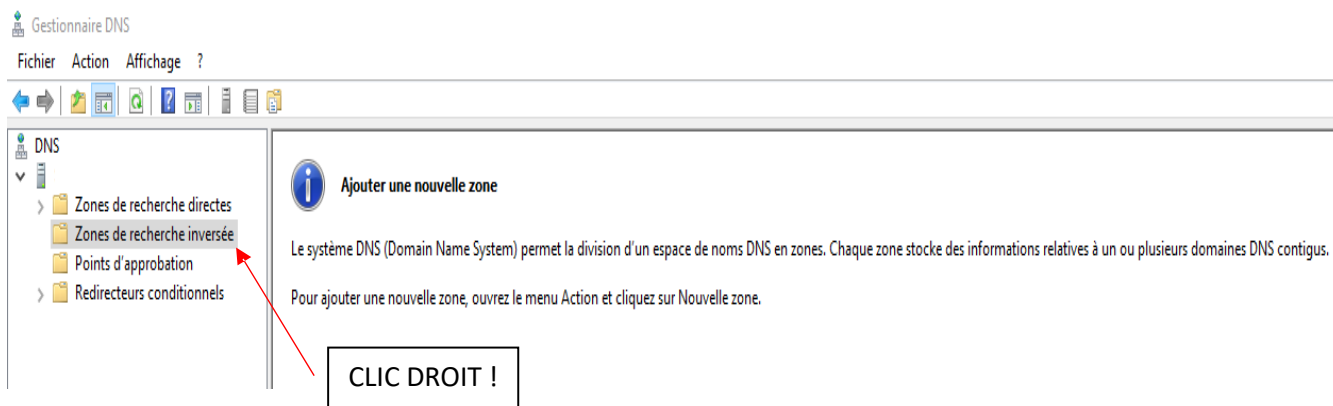 Gestionnaire DNS
Fichier Action Affichage ?
DNS
Zones de recherche directes
Zones de recherche inversée
Points d'approbation
Redirecteurs conditionnels
Ajouter une nouvelle zone
Le système DNS (Domain Name System) permet la division d'un espace de noms DNS en zones. Chaque zone stocke des informations relatives à un ou plusieurs domaines DNS contigus.
Pour ajouter une nouvelle zone, ouvrez le menu Action et cliquez sur Nouvelle zone.
CLIC DROIT !